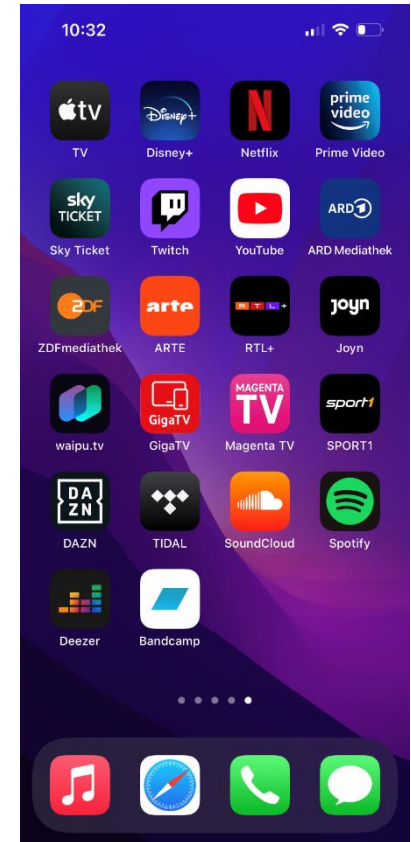 10:32
tv
Disney+
N
prime
video
TV
Disney+
Netflix
Prime Video
sky
TICKET
ARD 1
Sky Ticket
Twitch
YouTube
ARD Mediathek
ZDF
arte
RTL+
joyn
ZDFmediathek
ARTE
RTL+
Joyn
GigaTV
MAGENTA
TV
sport1
waipu.tv
GigaTV
Magenta TV
SPORT1
DA
ZN
DAZN
TIDAL
SoundCloud
Spotify
Deezer
Bandcamp